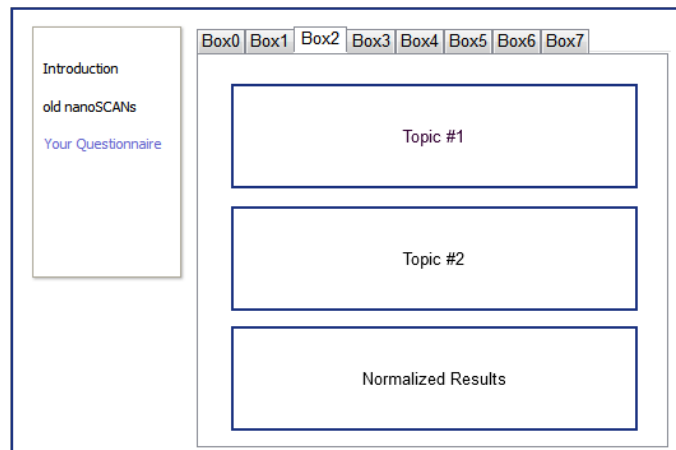 Introduction
old nanoSCANs
Your Questionnaire
Box0 Box1 Box2 Box3 Box4 Box5 Box6 Box7
Topic #1
Topic #2
Normalized Results